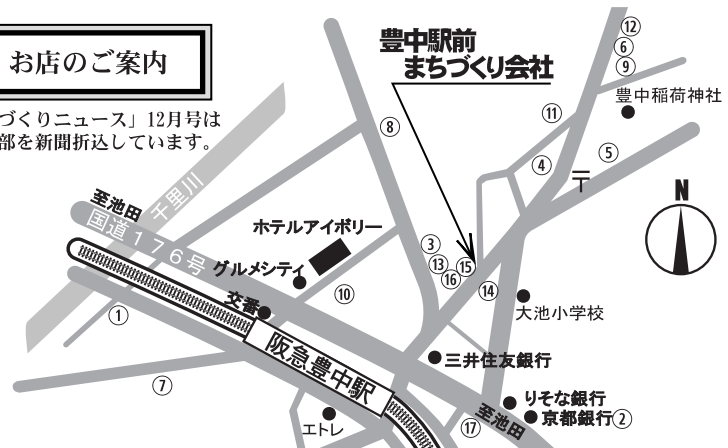 お店のご案内
づくりニュース」12月号は
部を新聞折込しています。
豊中駅前
まちづくり会社
⑫
⑥
⑨
豊中稲荷神社
⑪
⑧
⑤
④
〒
N
千里川
至池田
国道176号
ホテルアイボリー
グルメシティ
交番
③
⑬
⑮
⑯
⑭
⑩
大池小学校
①
阪急豊中駅
三井住友銀行
⑦
りそな銀行
京都銀行②
至池田
⑰
エトレ